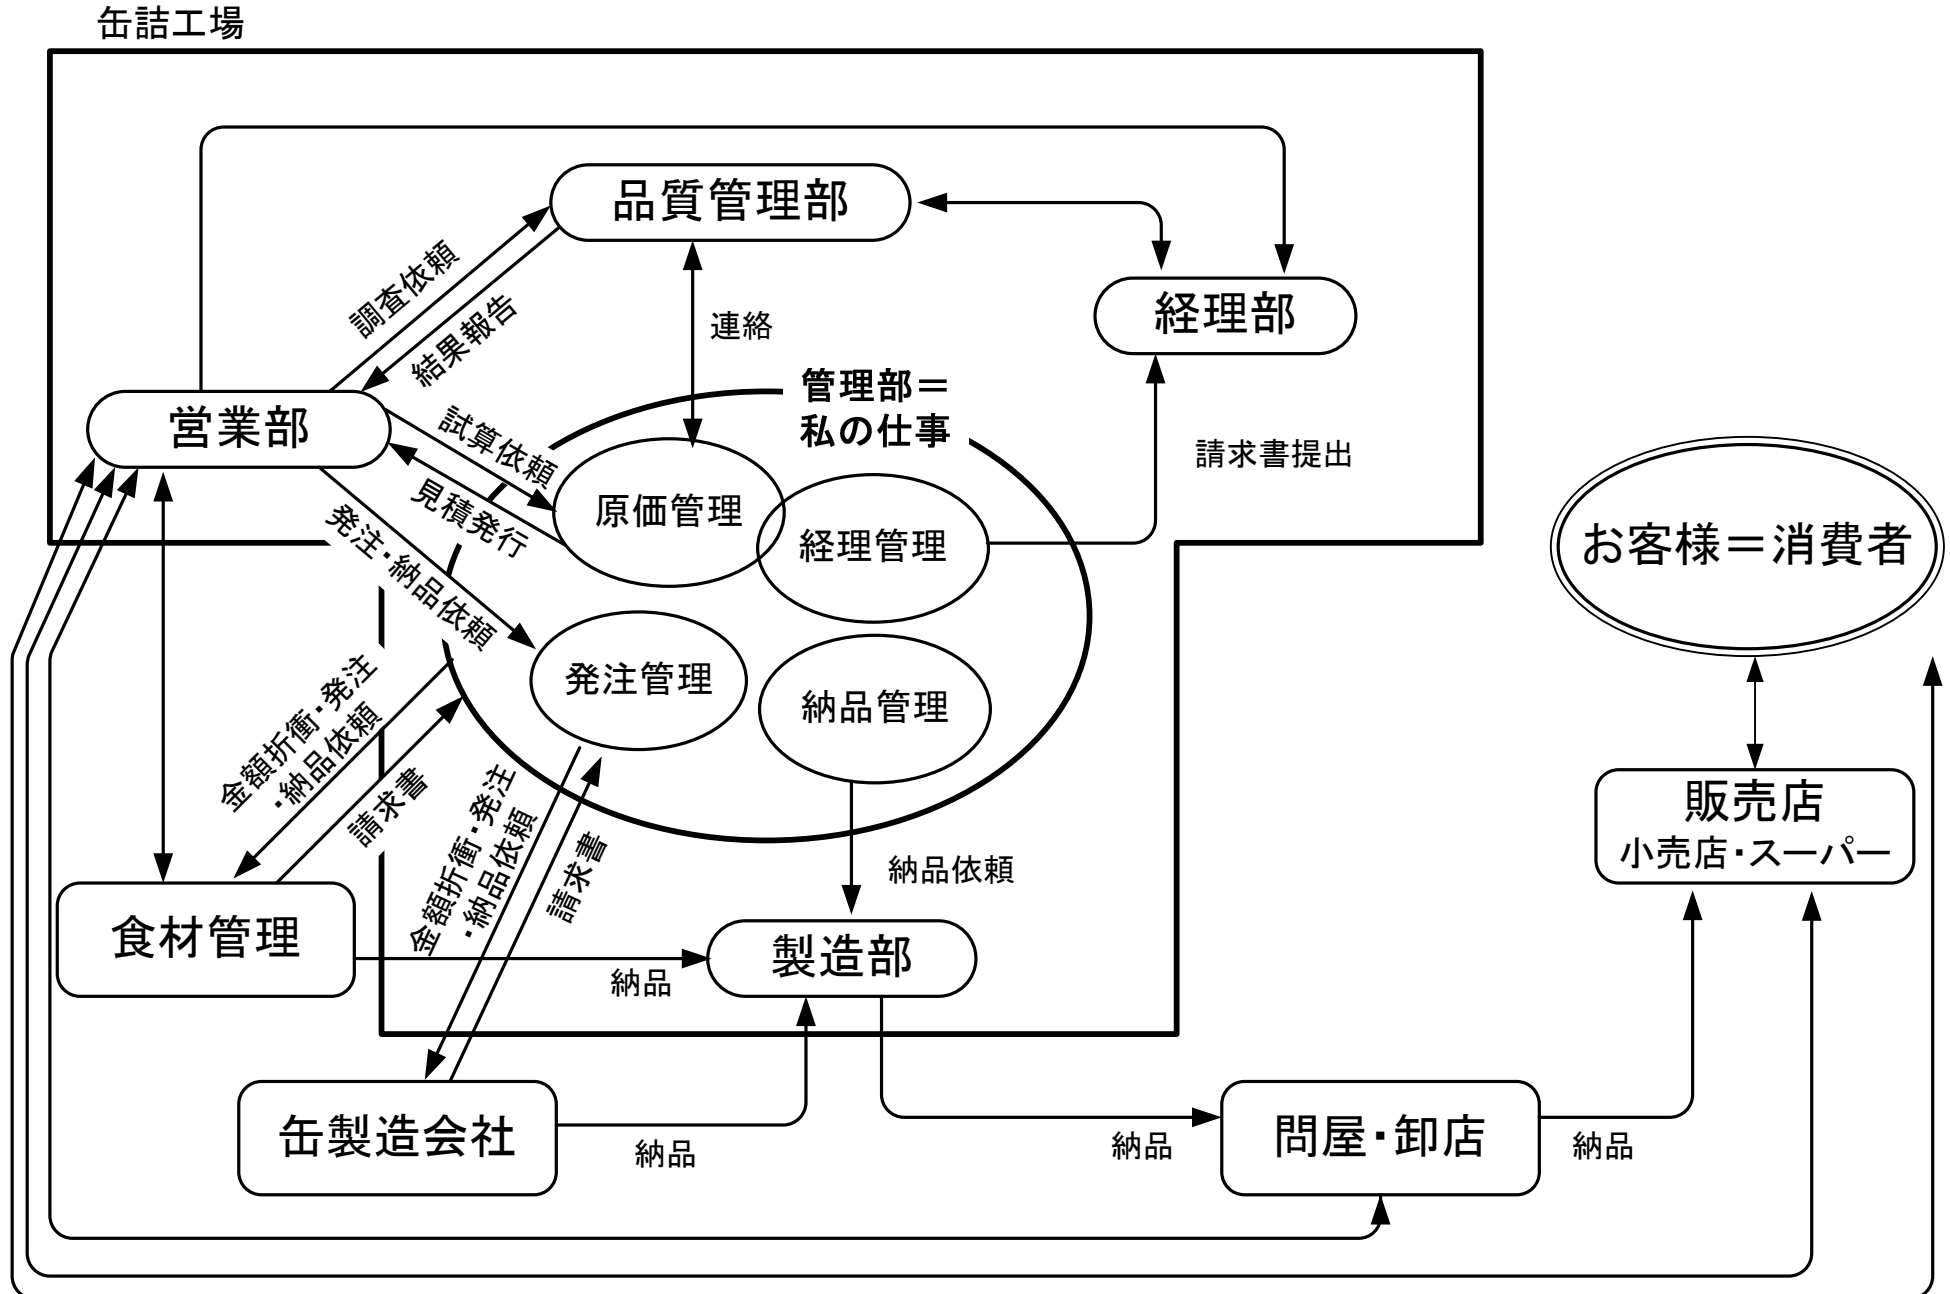 缶詰工場
品質管理部
調査依頼
結果報告
連絡
経理部
管理部＝
私の仕事
営業部
試算依頼
見積発行
発注・納品依頼
原価管理
経理管理
請求書提出
お客様＝消費者
発注管理
納品管理
金額折衝・発注
・納品依頼
請求書
金額折衝・発注
・納品依頼
請求書
納品依頼
販売店
小売店・スーパー
食材管理
納品
製造部
缶製造会社
納品
納品
問屋・卸店
納品